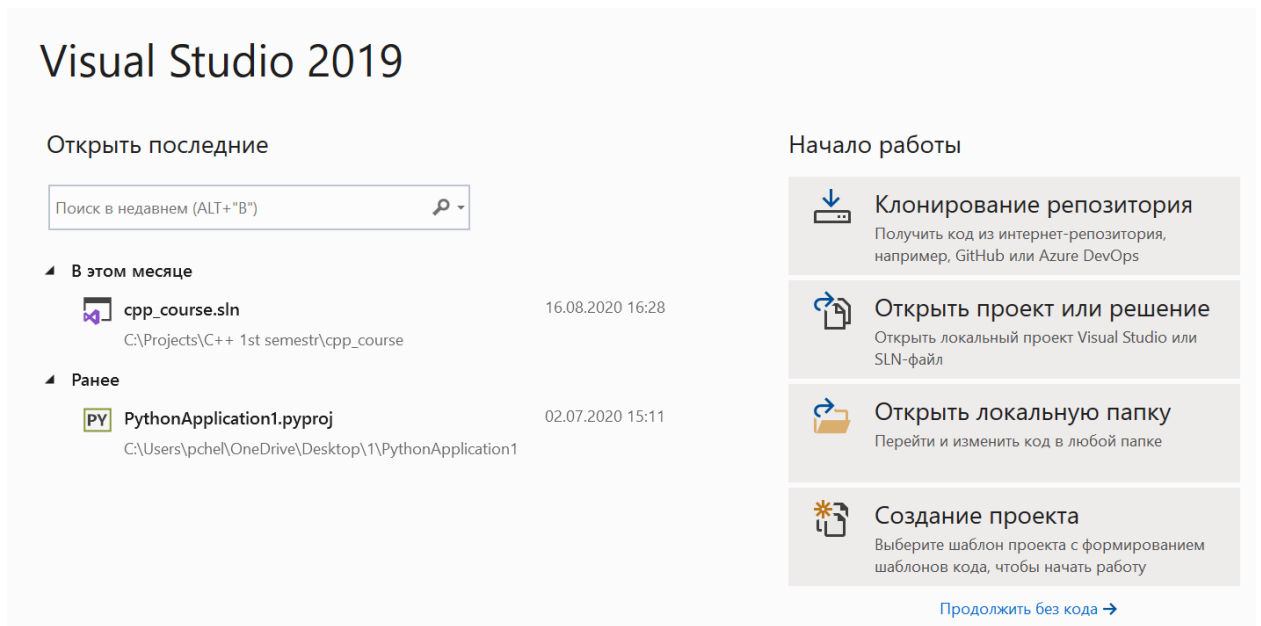 Visual Studio 2019
Открыть последние
Поиск в недавнем (ALT+"В")
В этом месяце
cpp_course.sln
16.08.2020 16:28
C:\Projects\C++ 1st semestr\cpp_course
Ранее
PY
PythonApplication1.pyproj
02.07.2020 15:11
C:\Users\pchel\OneDrive\Desktop\1\PythonApplication1
Начало работы
Клонирование репозитория
Получить код из интернет-репозитория,
например, GitHub или Azure DevOps
Открыть проект или решение
Открыть локальный проект Visual Studio или
SLN-файл
Открыть локальную папку
Перейти и изменить код в любой папке
Создание проекта
Выберите шаблон проекта с формированием
шаблонов кода, чтобы начать работу
Продолжить без кода →